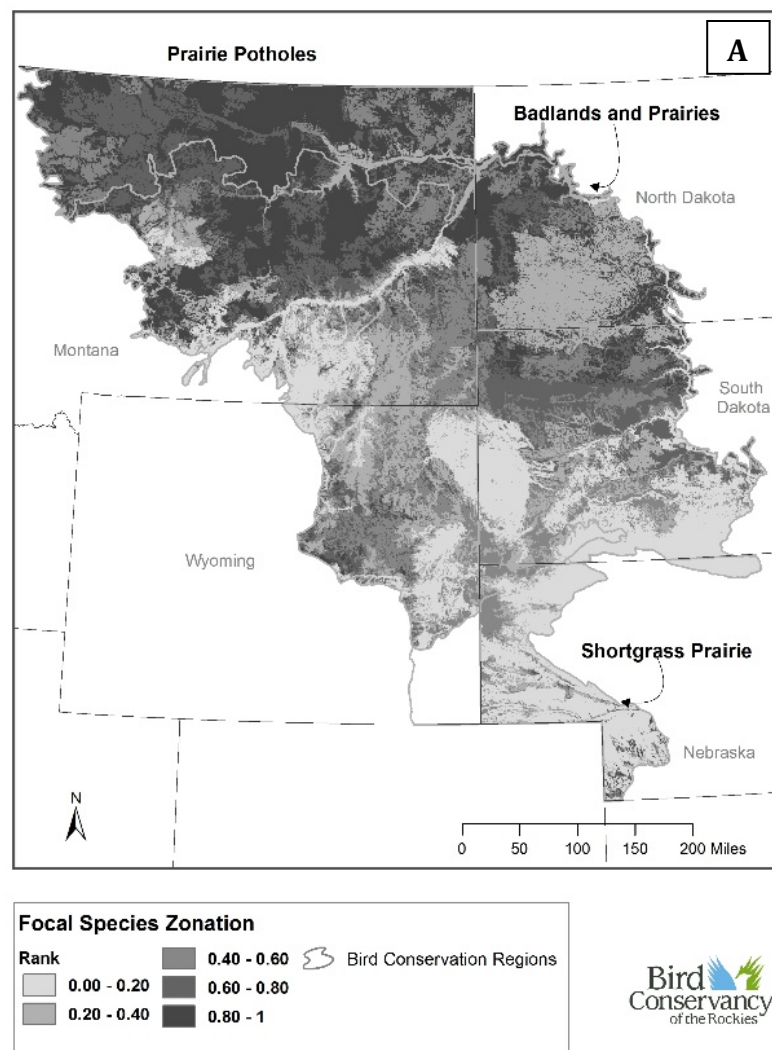 Prairie Potholes
A
Badlands and Prairies
North Dakota
Montana
South
Dakota
Wyoming
Shortgrass Prairie
Nebraska
N
0 50 100 150 200 Miles
Focal Species Zonation
Rank
0.00 - 0.20
0.20 - 0.40
0.40 - 0.60
0.60 - 0.80
0.80 - 1
Bird Conservation Regions
Bird
Conservancy
of the Rockies